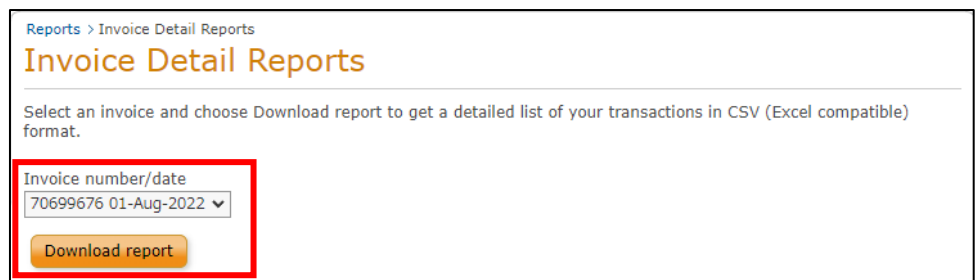 Reports > Invoice Detail Reports
Invoice Detail Reports
Select an invoice and choose Download report to get a detailed list of your transactions in CSV (Excel compatible)
format.
Invoice number/date
70699676 01-Aug-2022
Download report